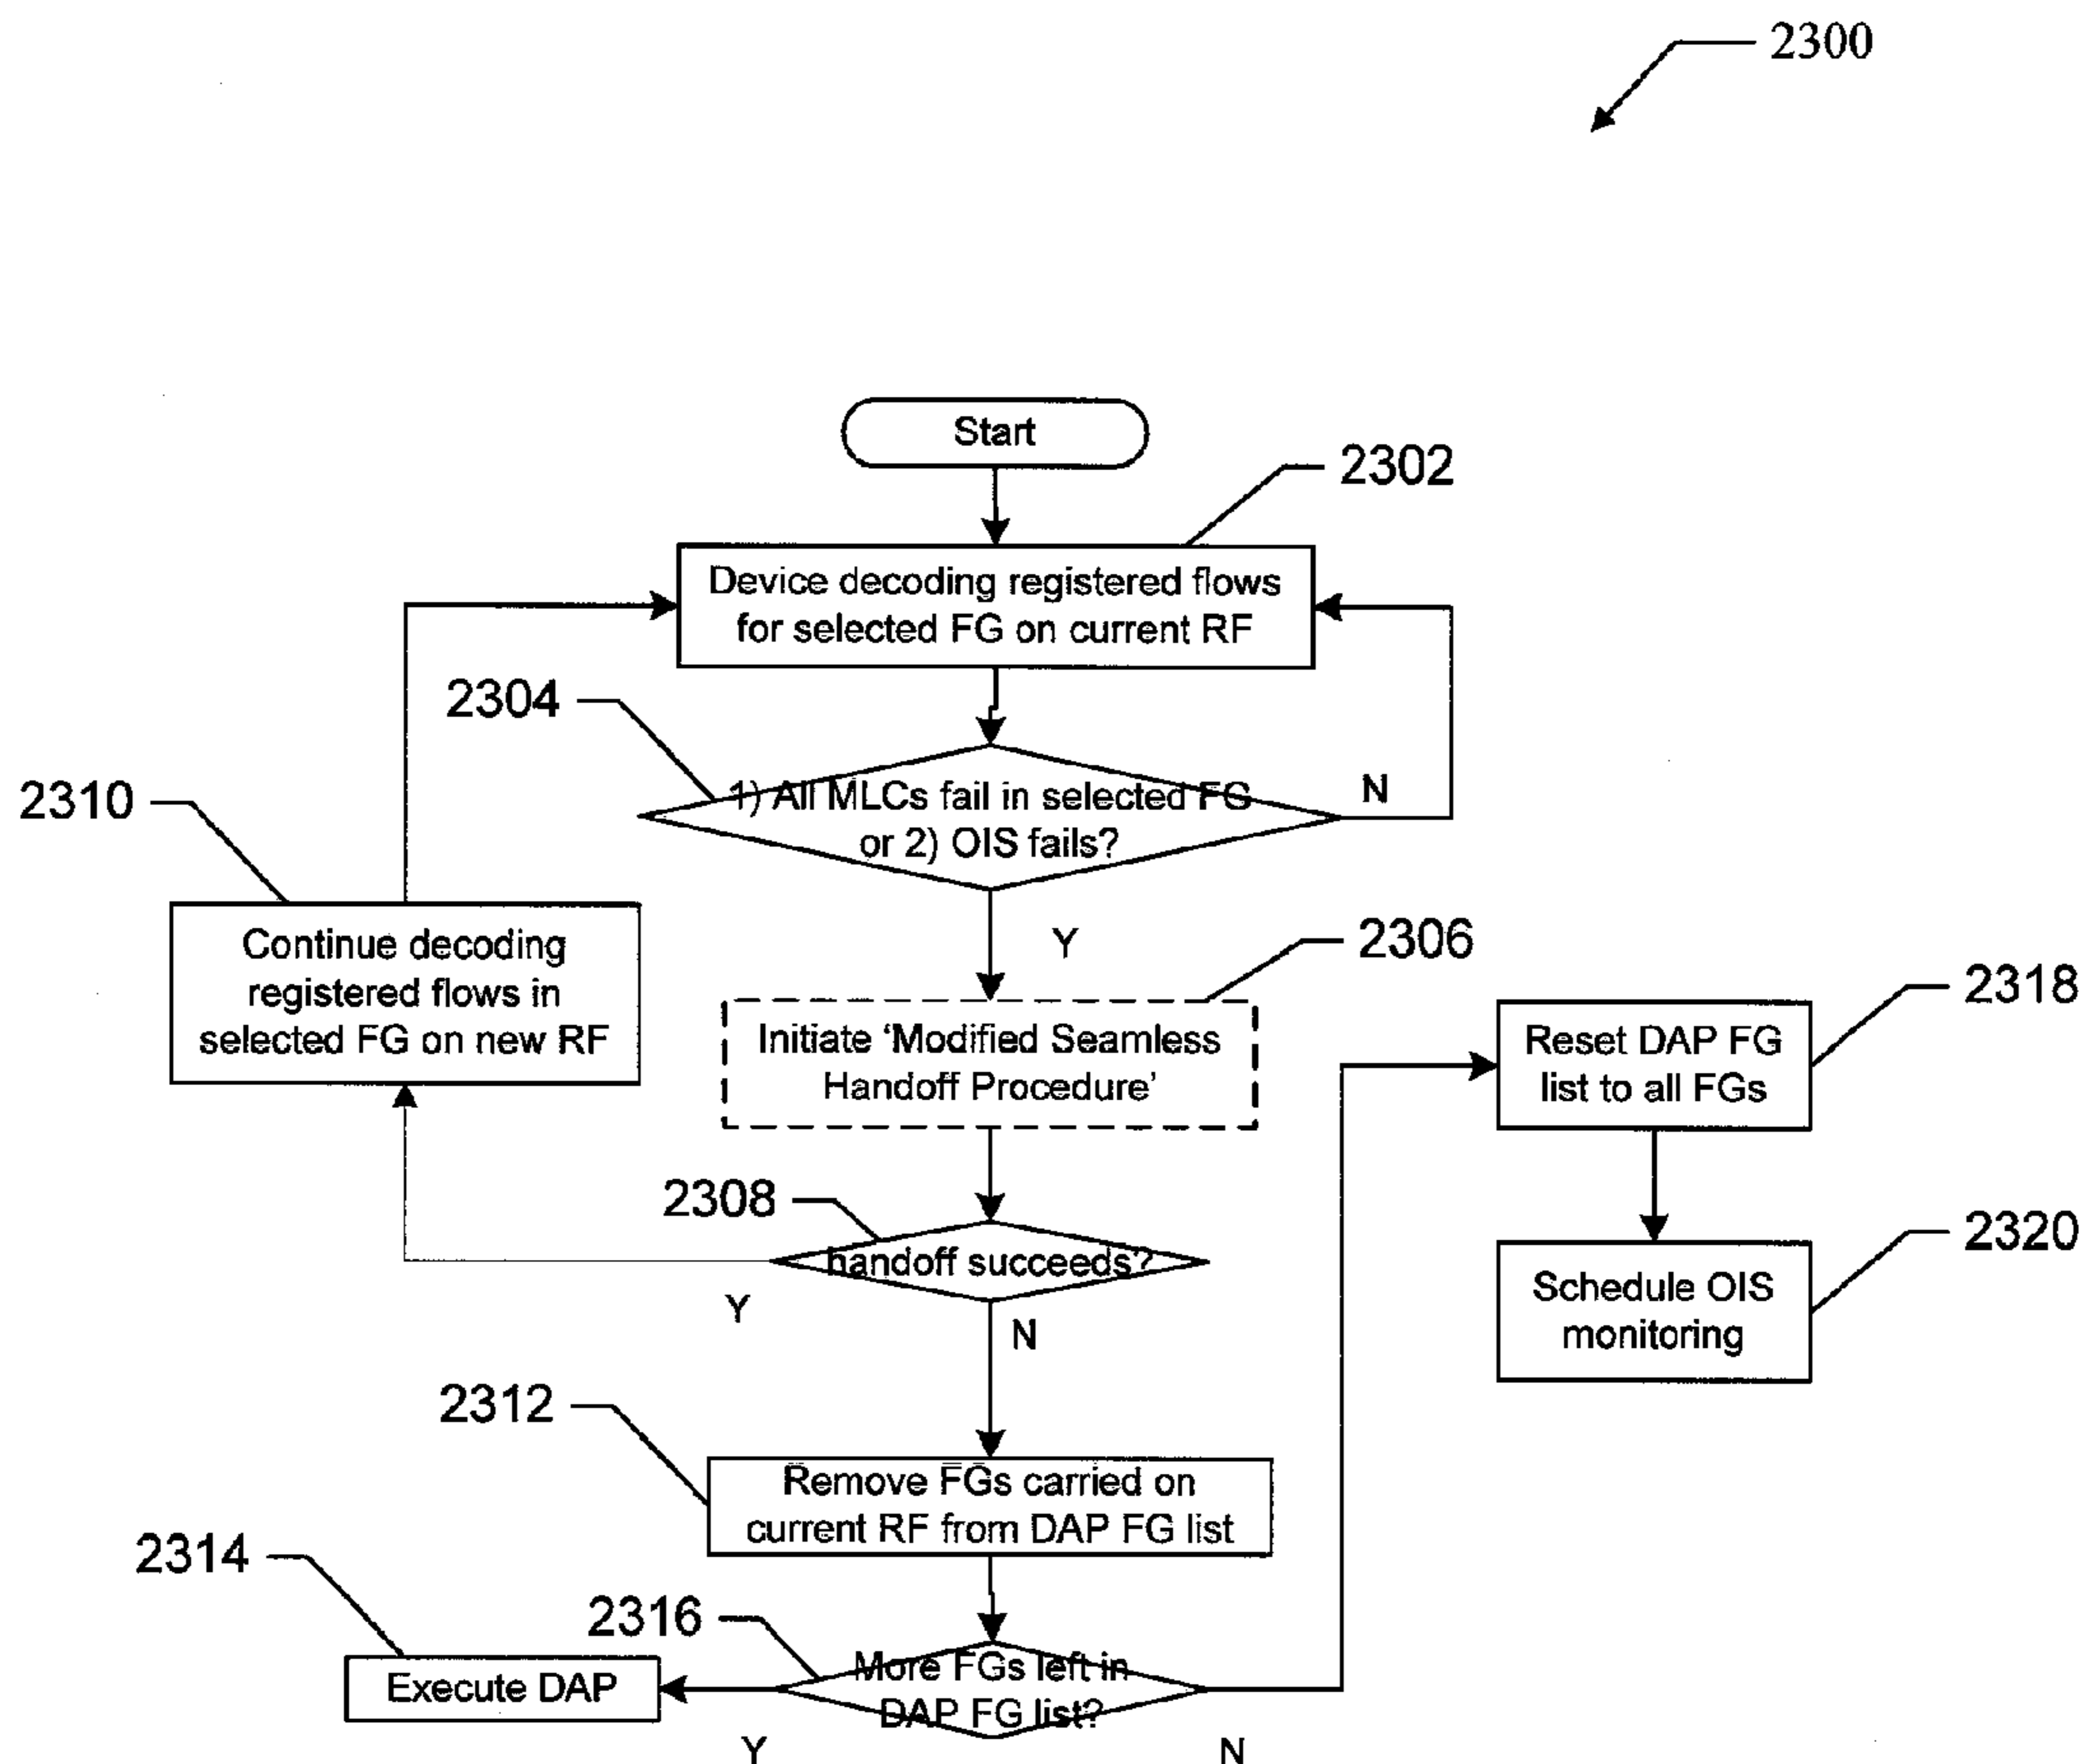 2300
Start
2302
Device decoding registered flows
for selected FG on current RF
2304
1) All MLCs fail in selected FG
or 2) OIS fails?
N
2310
Continue decoding
registered flows in
selected FG on new RF
Y
2306
Initiate ‘Modified Seamless
Handoff Procedure’
2318
Reset DAP FG
list to all FGs
2308
handoff succeeds?
Y
N
2320
Schedule OIS
monitoring
2312
Remove FGs carried on
current RF from DAP FG list
2314
Execute DAP
2316
More FGs left in
DAP FG list?
Y
N